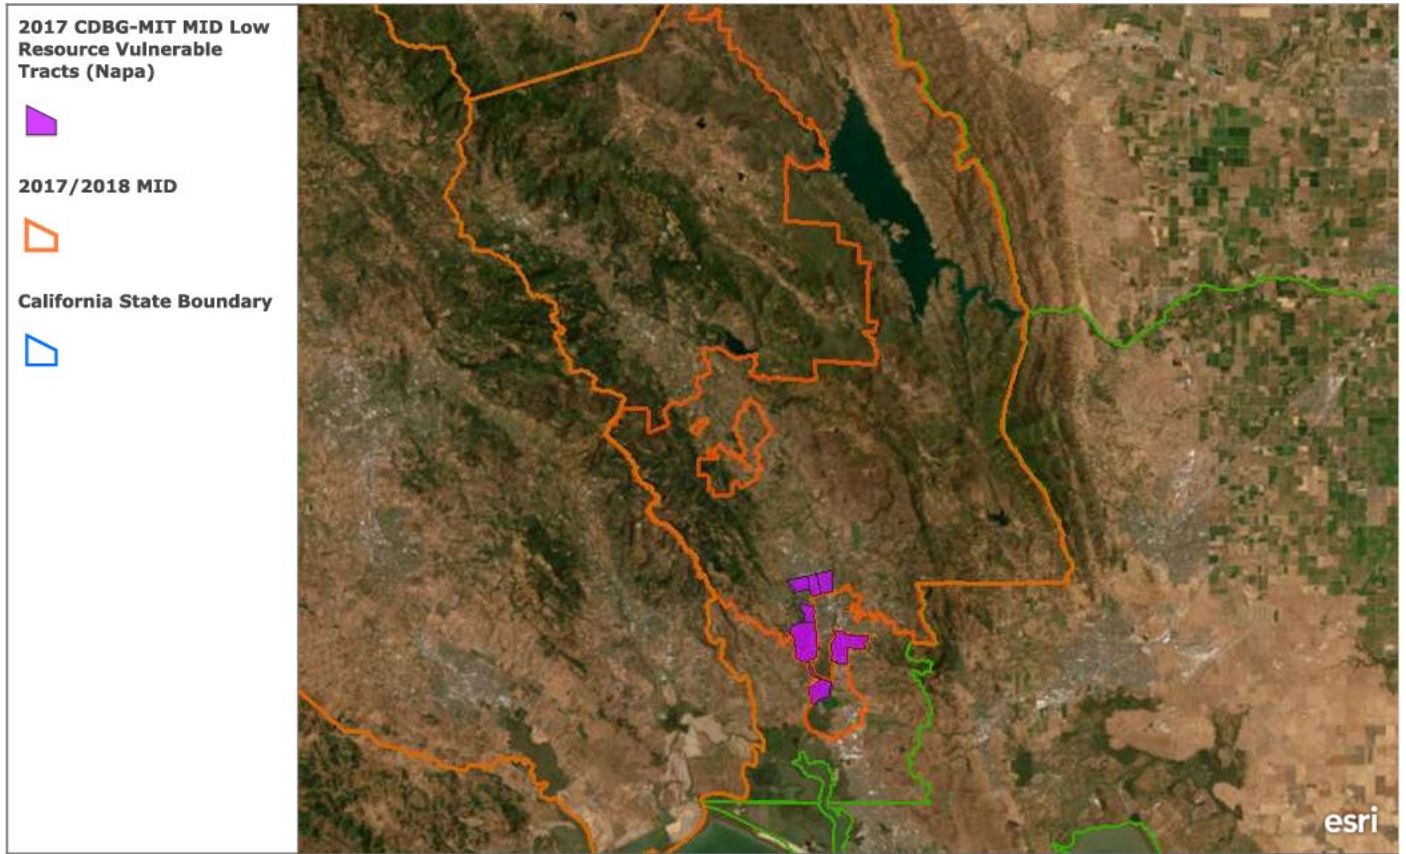 2017 CDBG-MIT MID Low
Resource Vulnerable
Tracts (Napa)
2017/2018 MID
California State Boundary
esri